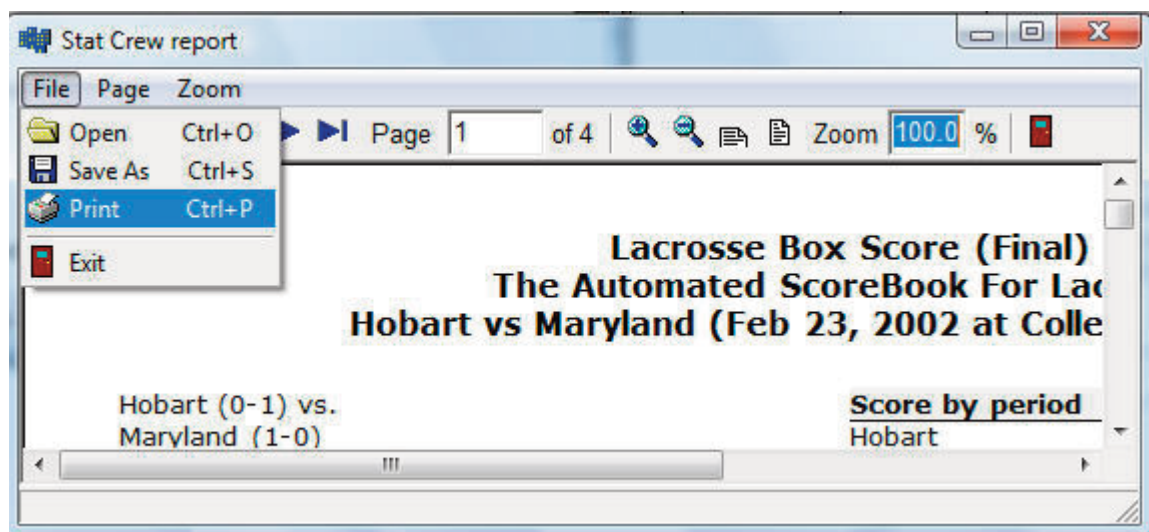 Stat Crew report
File Page Zoom
Open Ctrl+O
Save As Ctrl+S
Print Ctrl+P
Exit
Page 1 of 4 Zoom 100.0 %
Lacrosse Box Score (Final)
The Automated ScoreBook For Lac
Hobart vs Maryland (Feb 23, 2002 at Colle
Hobart (0-1) vs.
Maryland (1-0)
Score by period
Hobart